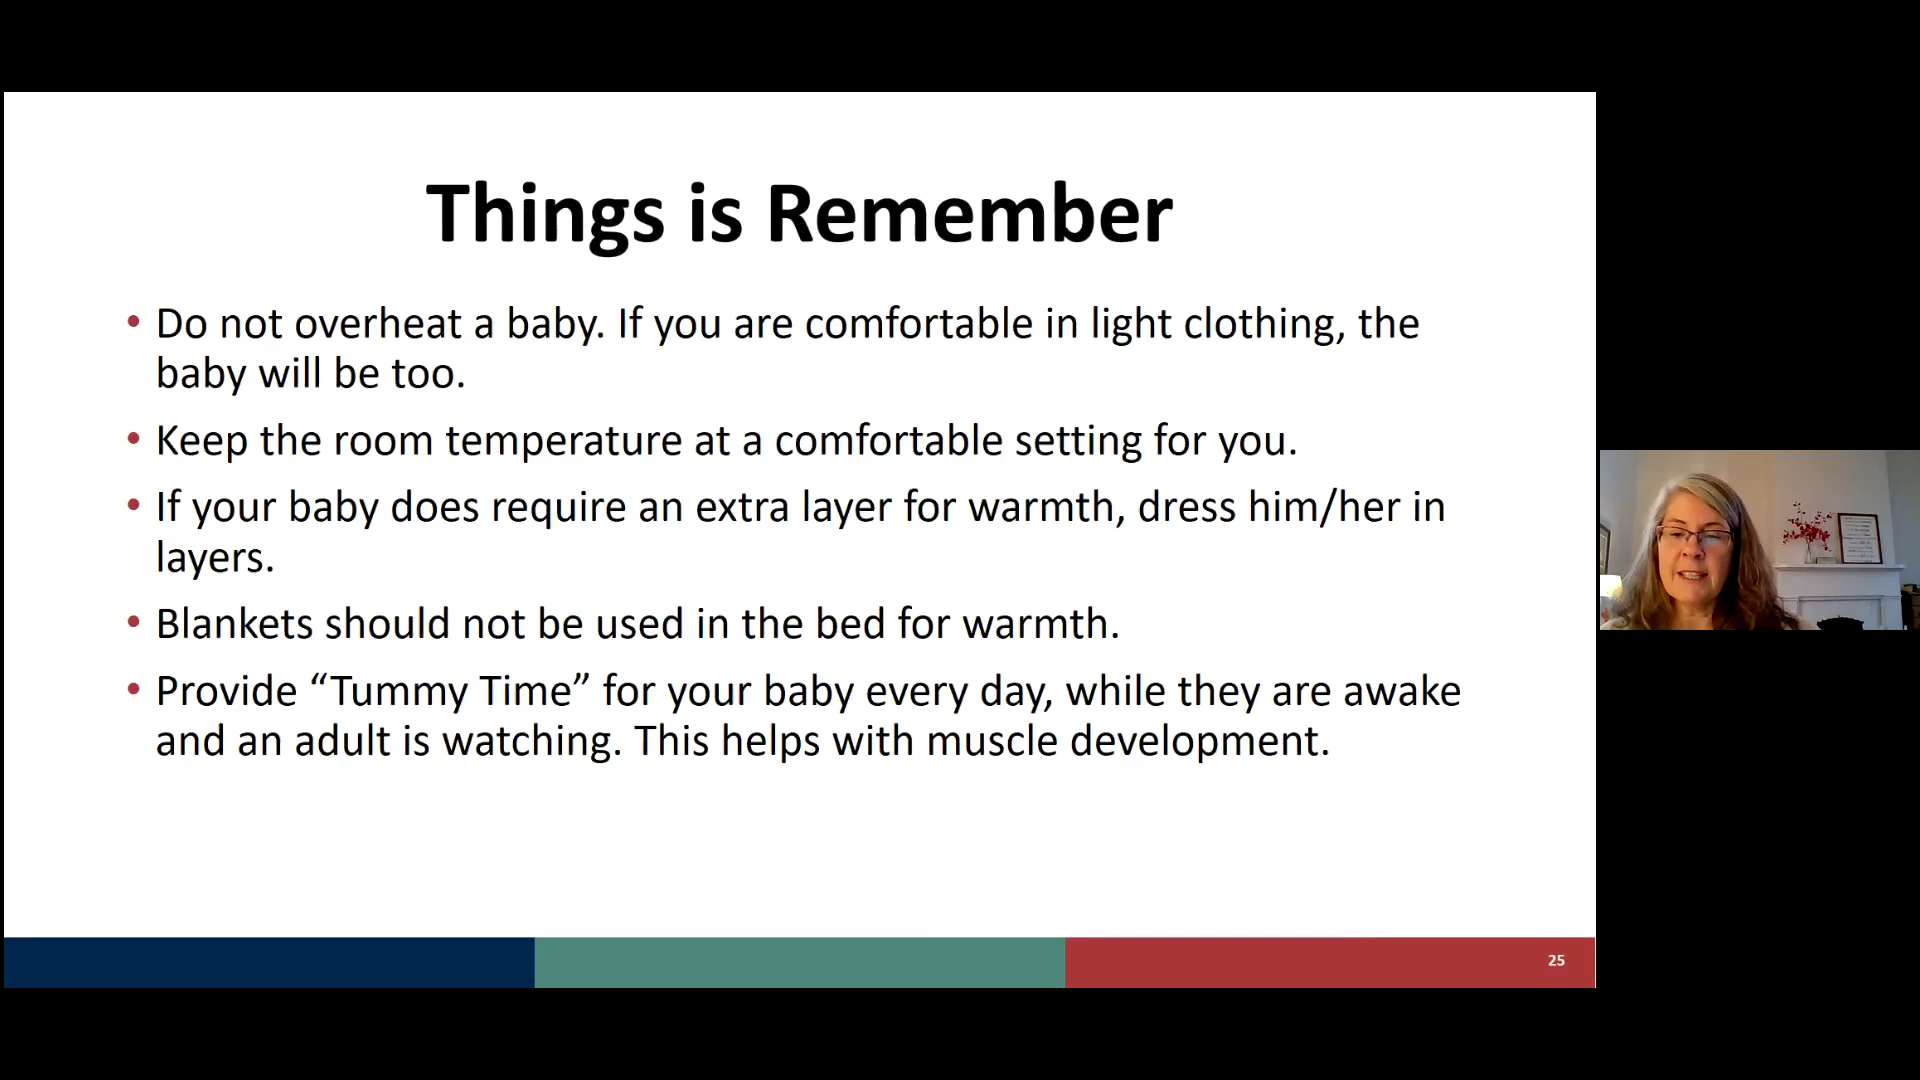 Things is Remember
• Do not overheat a baby. If you are comfortable in light clothing, the
baby will be too.
• Keep the room temperature at a comfortable setting for you.
• If your baby does require an extra layer for warmth, dress him/her in
layers.
• Blankets should not be used in the bed for warmth.
• Provide “Tummy Time” for your baby every day, while they are awake
and an adult is watching. This helps with muscle development.
25